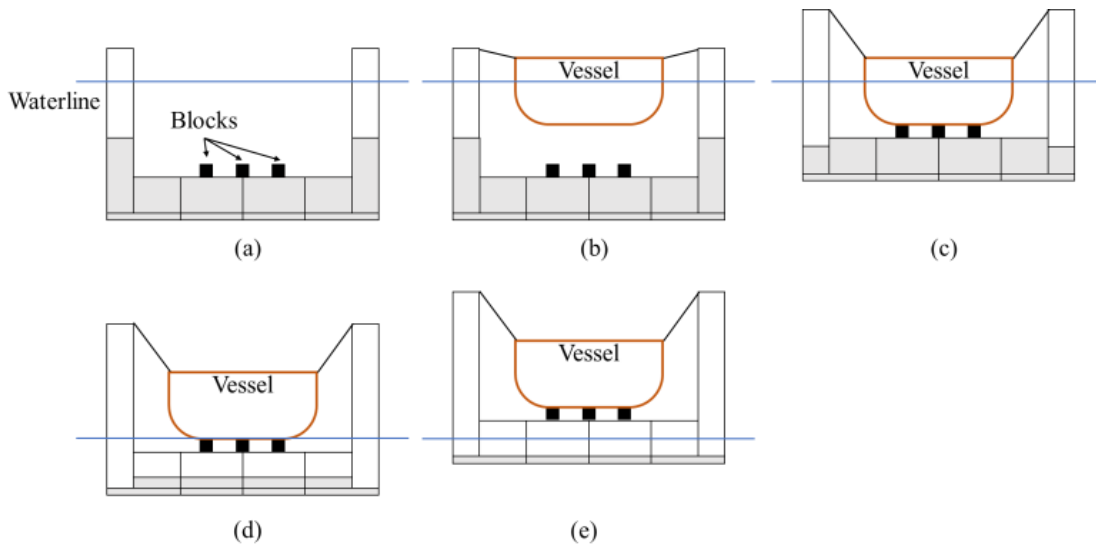 Waterline
Blocks
(a)
Vessel
(b)
Vessel
(c)
Vessel
(d)
Vessel
(e)